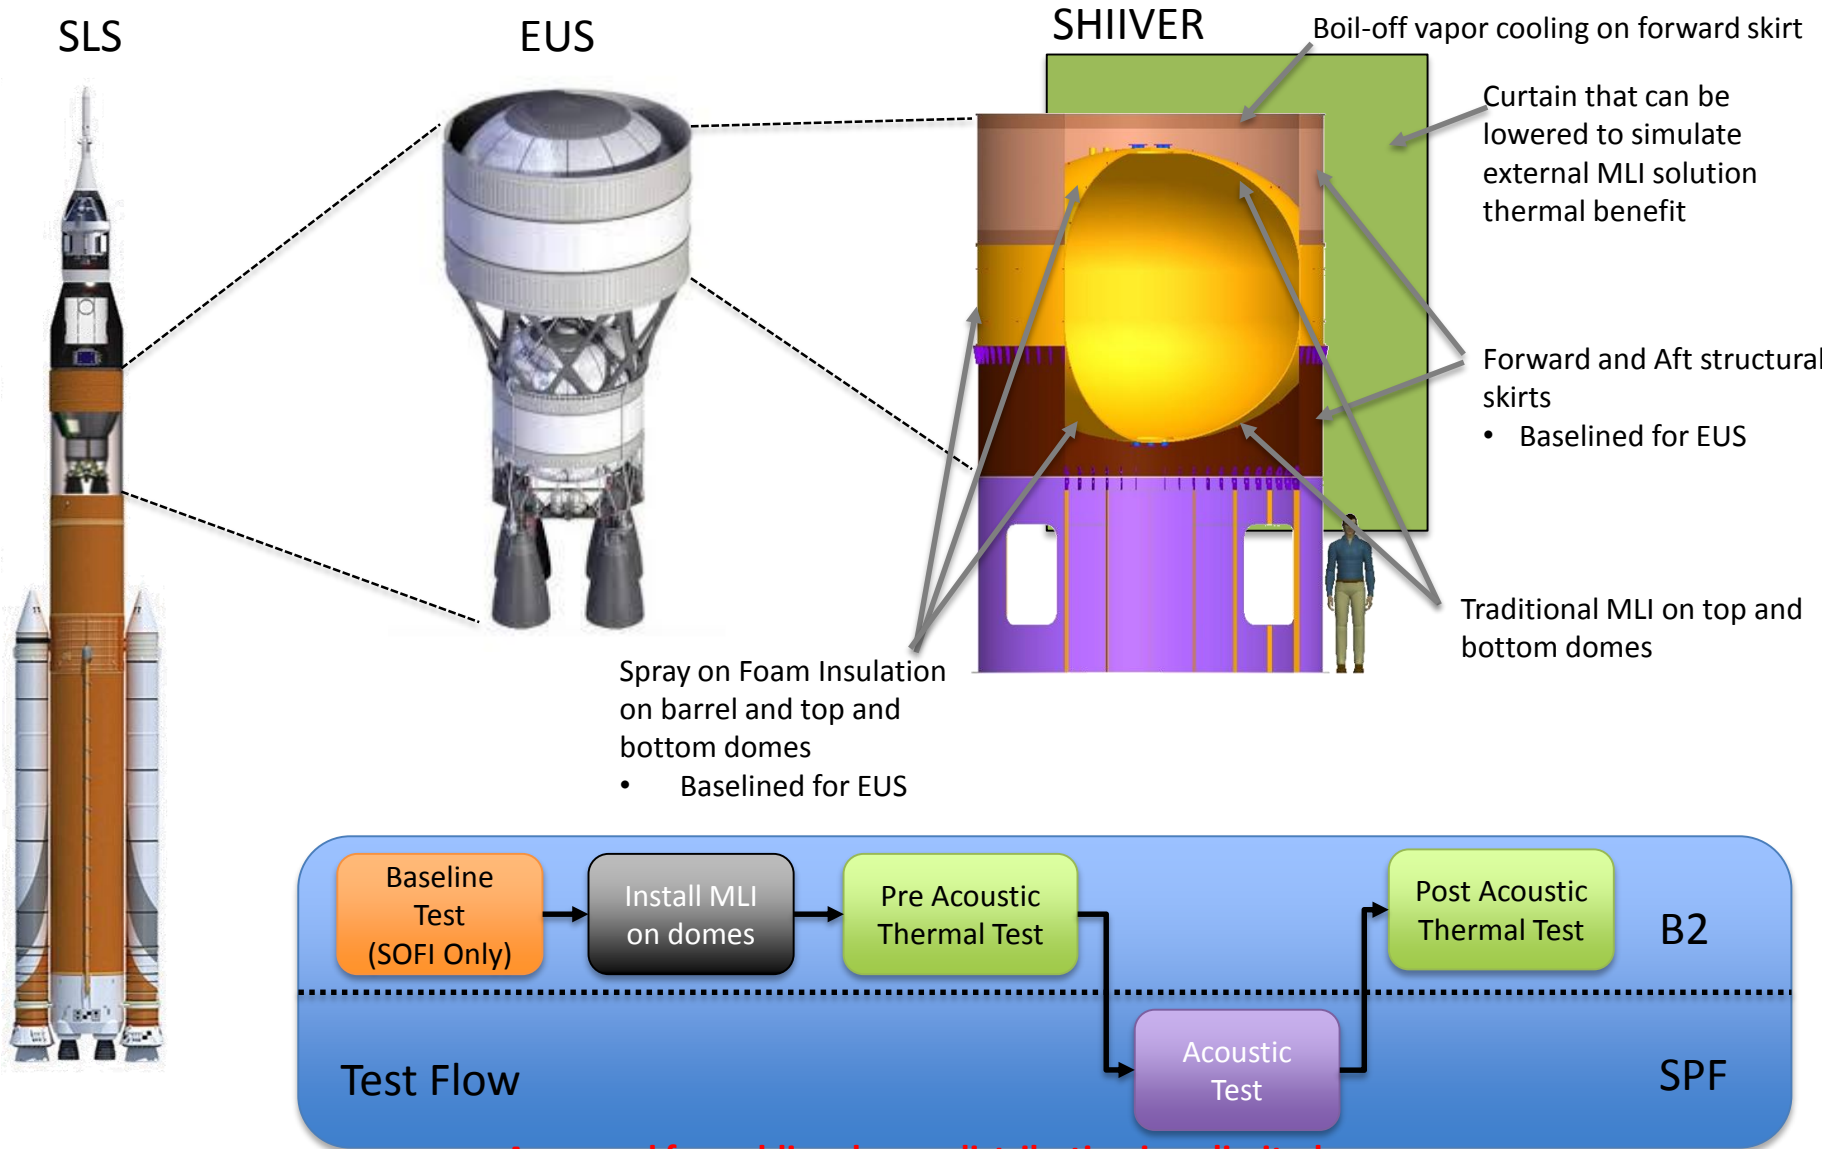 SLS
EUS
SHIIVER
Boil-off vapor cooling on forward skirt
Curtain that can be
lowered to simulate
external MLI solution
thermal benefit
Forward and Aft structural
skirts
• Baselined for EUS
Traditional MLI on top and
bottom domes
Spray on Foam Insulation
on barrel and top and
bottom domes
• Baselined for EUS
Baseline
Test
(SOFI Only)
Install MLI
on domes
Pre Acoustic
Thermal Test
Post Acoustic
Thermal Test
B2
Acoustic
Test
Test Flow
SPF